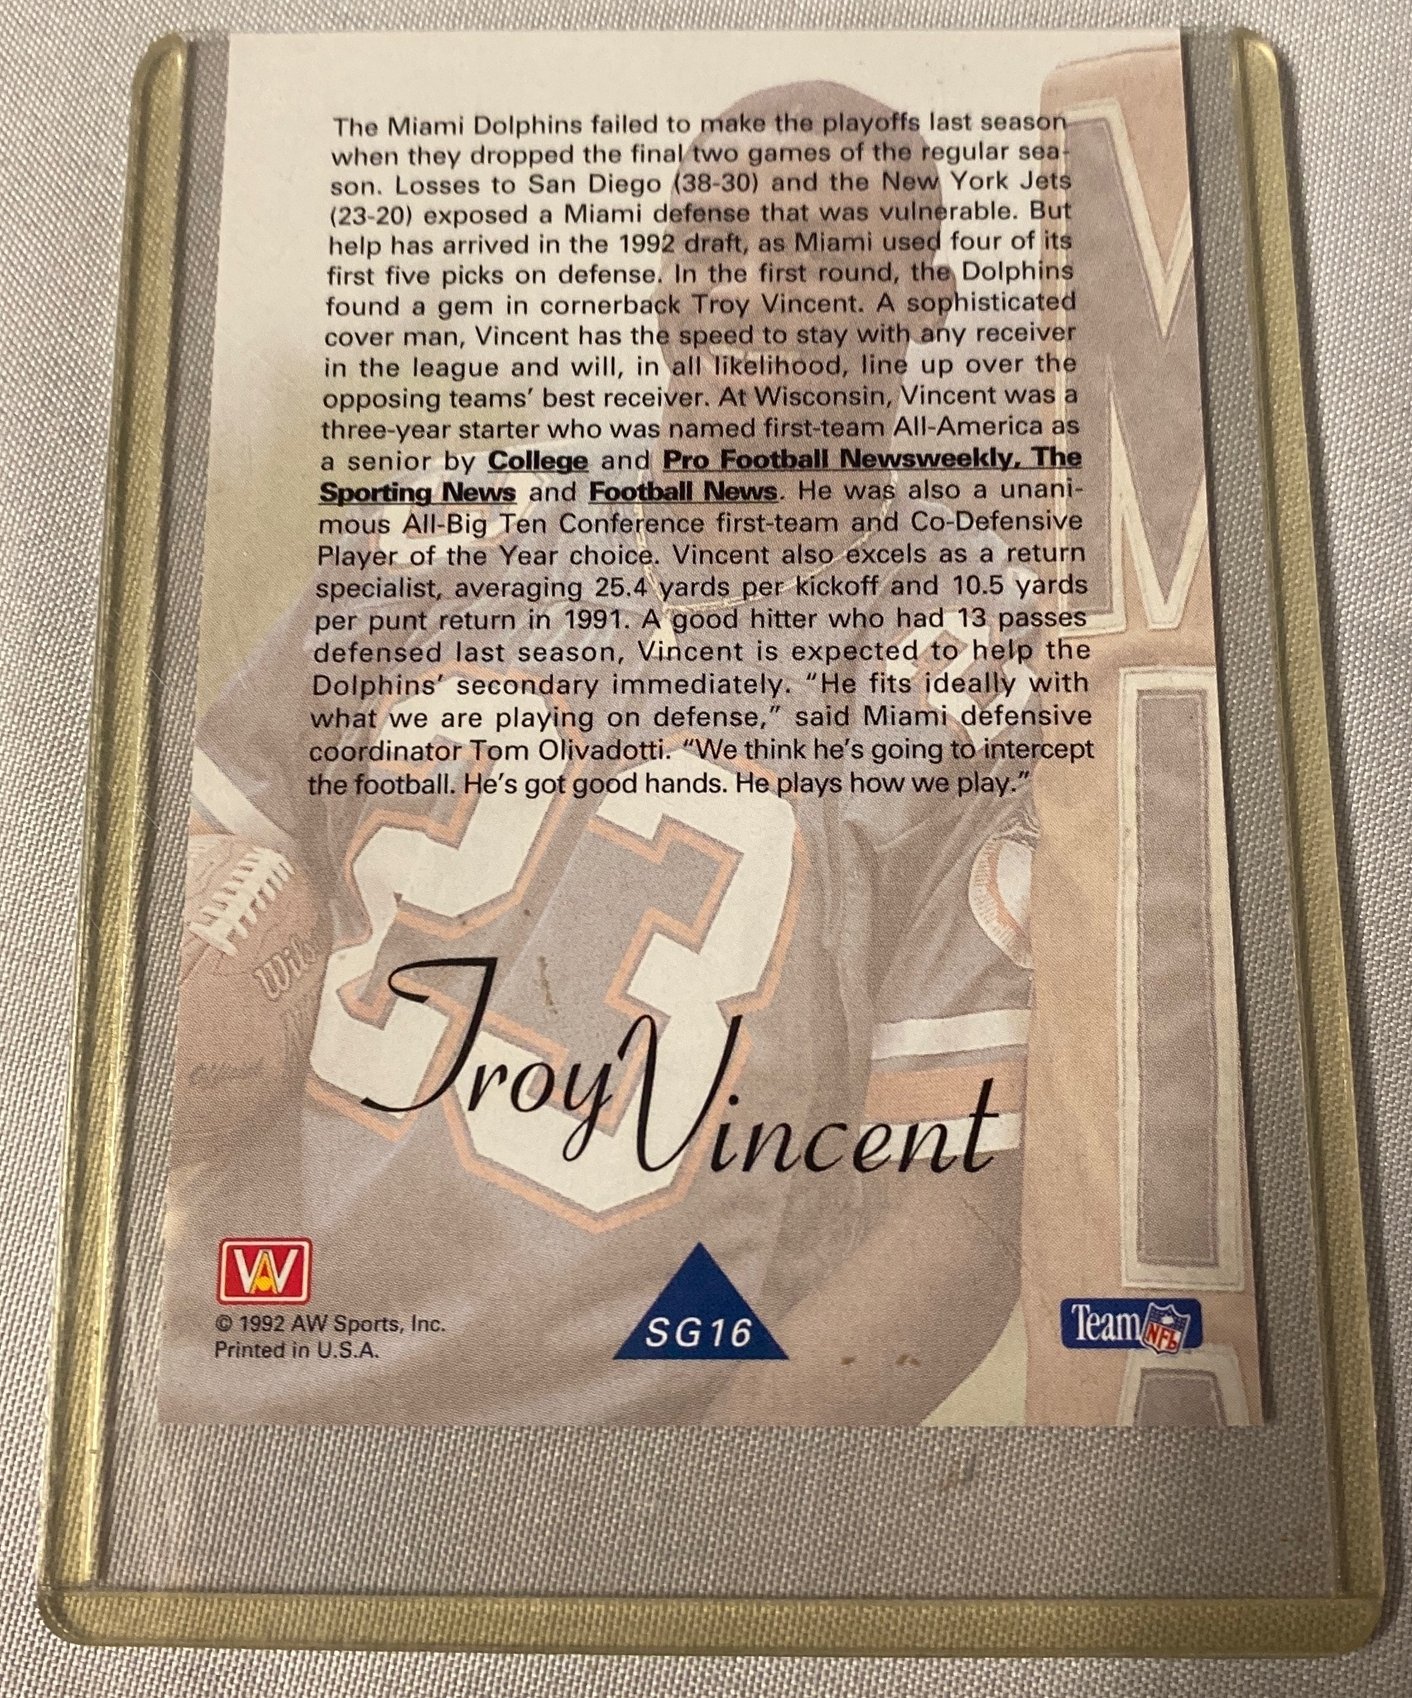 The Miami Dolphins failed to make the playoffs last season
when they dropped the final two games of the regular sea-
son. Losses to San Diego (38-30) and the New York Jets
(23-20) exposed a Miami defense that was vulnerable. But
help has arrived in the 1992 draft, as Miami used four of its
first five picks on defense. In the first round, the Dolphins
found a gem in cornerback Troy Vincent. A sophisticated
cover man, Vincent has the speed to stay with any receiver
in the league and will, in all likelihood, line up over the
opposing teams' best receiver. At Wisconsin, Vincent was a
three-year starter who was named first-team All-America as
a senior by College and Pro Football Newsweekly, The
Sporting News and Football News. He was also a unani-
mous All-Big Ten Conference first-team and Co-Defensive
Player of the Year choice. Vincent also excels as a return
specialist, averaging 25.4 yards per kickoff and 10.5 yards
per punt return in 1991. A good hitter who had 13 passes
defensed last season, Vincent is expected to help the
Dolphins' secondary immediately. "He fits ideally with
what we are playing on defense," said Miami defensive
coordinator Tom Olivadotti. "We think he's going to intercept
the football. He's got good hands. He plays how we play."
23
Troy Vincent
AW
© 1992 AW Sports, Inc.
Printed in U.S.A.
SG16
Team NFL